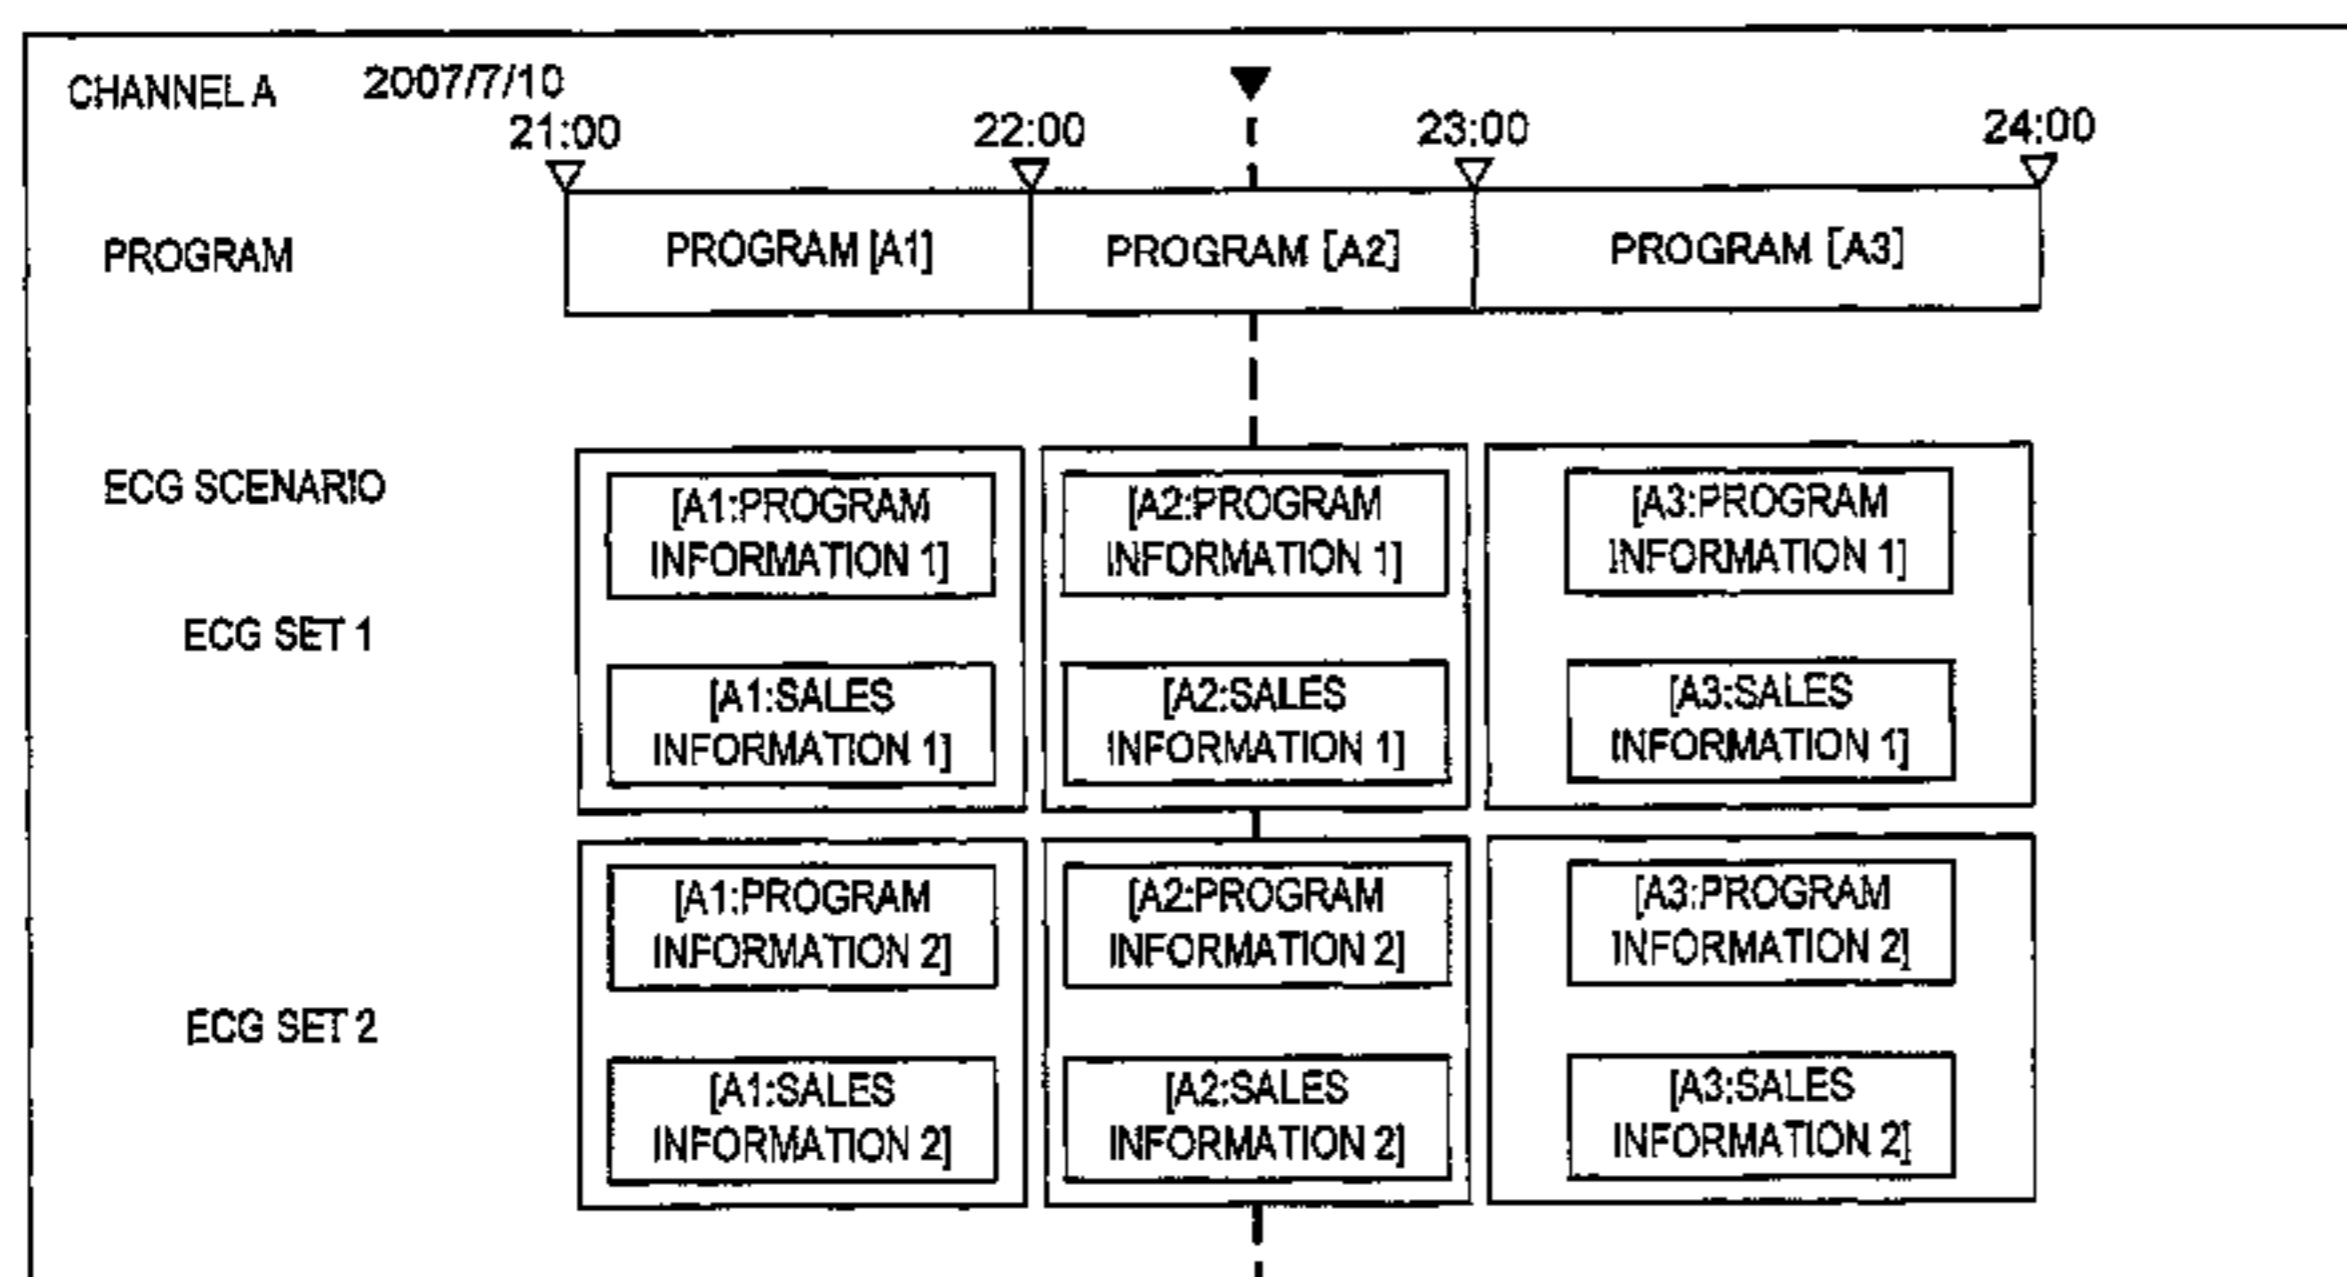 CHANNEL A 2007/7/10
21:00 22:00 23:00 24:00
PROGRAM PROGRAM [A1] PROGRAM [A2] PROGRAM [A3]
ECG SCENARIO
[A1:PROGRAM
INFORMATION 1]
[A2:PROGRAM
INFORMATION 1]
[A3:PROGRAM
INFORMATION 1]
ECG SET 1
[A1:SALES
INFORMATION 1]
[A2:SALES
INFORMATION 1]
[A3:SALES
INFORMATION 1]
[A1:PROGRAM
INFORMATION 2]
[A2:PROGRAM
INFORMATION 2]
[A3:PROGRAM
INFORMATION 2]
ECG SET 2
[A1:SALES
INFORMATION 2]
[A2:SALES
INFORMATION 2]
[A3:SALES
INFORMATION 2]